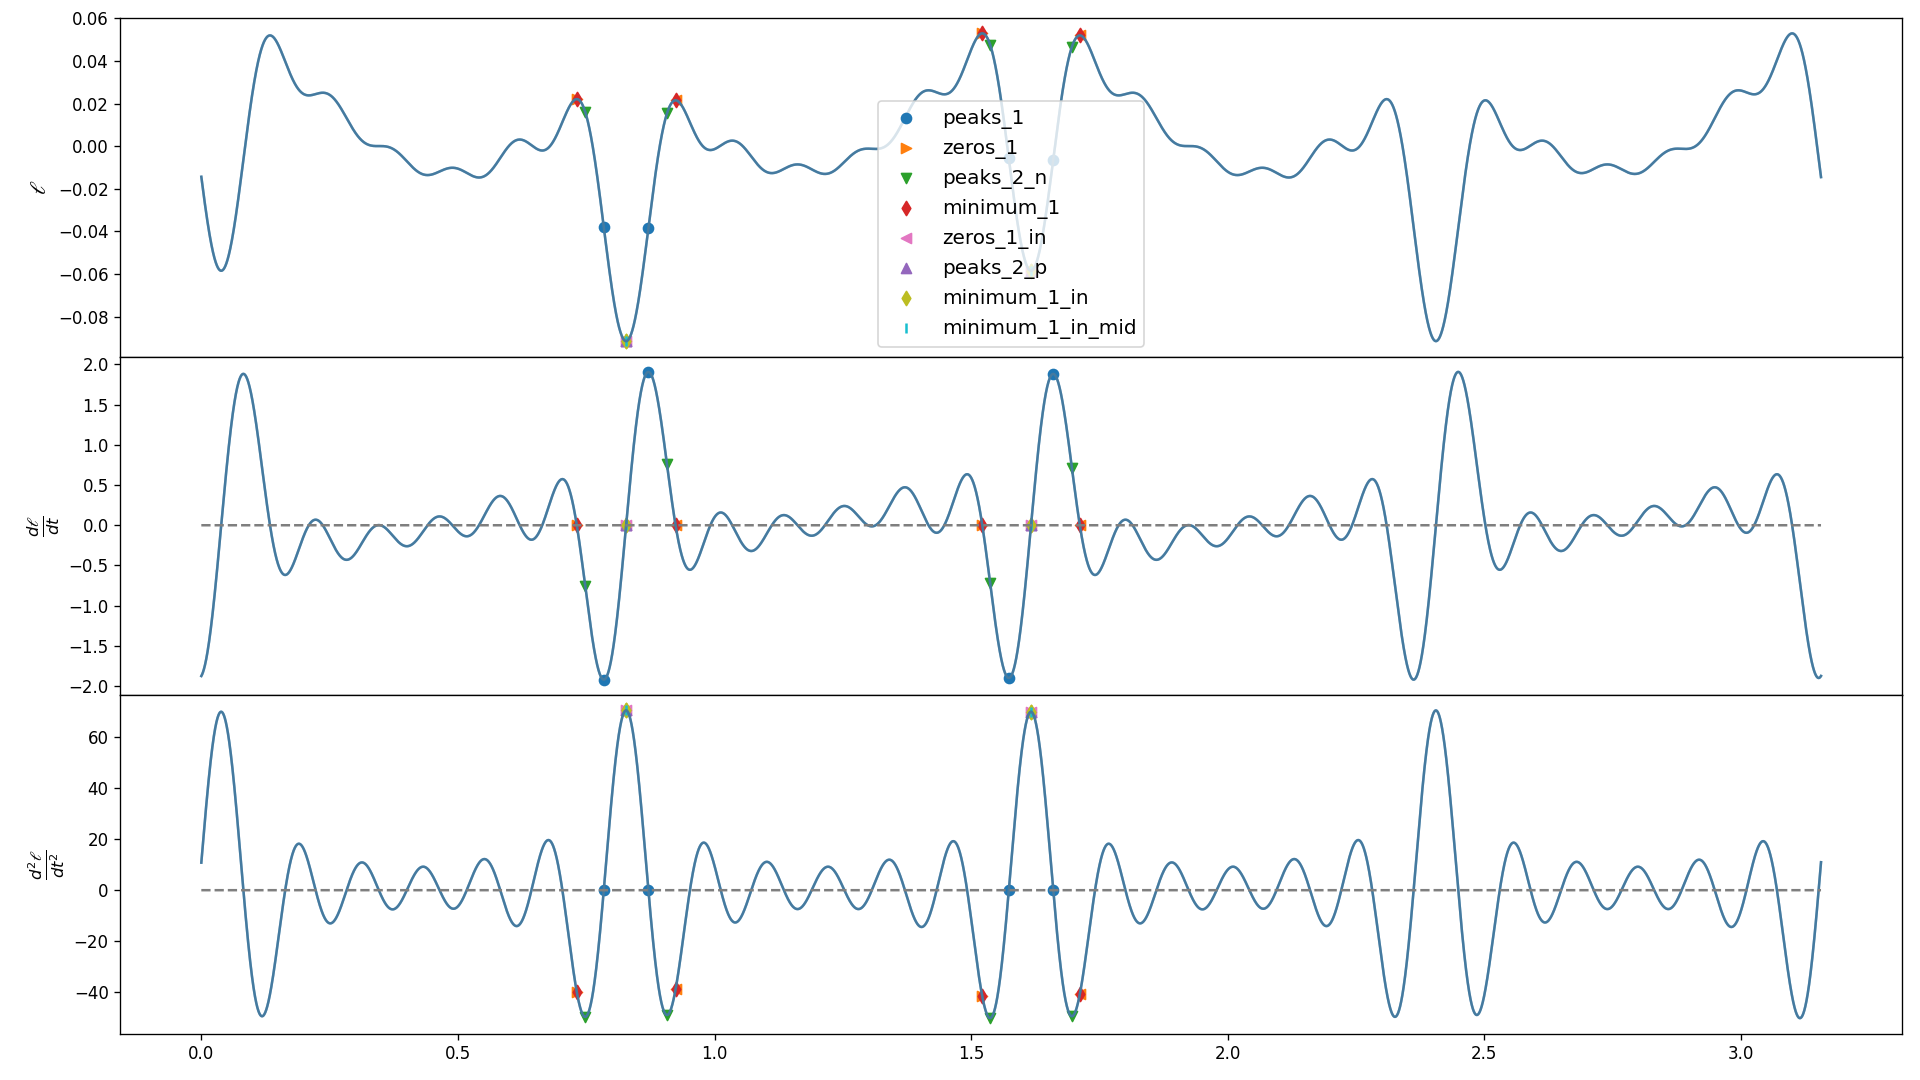 0.06
0.04
0.02
0.00
−0.02
−0.04
−0.06
−0.08
ℓ
peaks_1
zeros_1
peaks_2_n
minimum_1
zeros_1_in
peaks_2_p
minimum_1_in
minimum_1_in_mid
2.0
1.5
1.0
0.5
0.0
−0.5
−1.0
−1.5
−2.0
dℓ
dt
60
40
20
0
−20
−40
d²ℓ
dt²
0.0 0.5 1.0 1.5 2.0 2.5 3.0